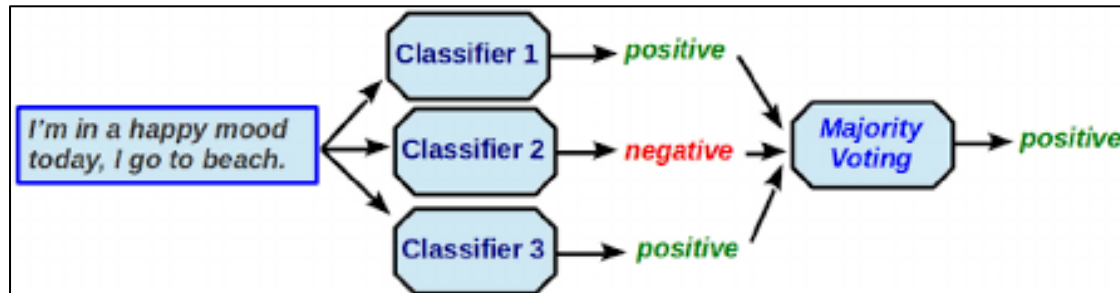 I'm in a happy mood
today, I go to beach.
Classifier 1
positive
Classifier 2
negative
Classifier 3
positive
Majority
Voting
positive